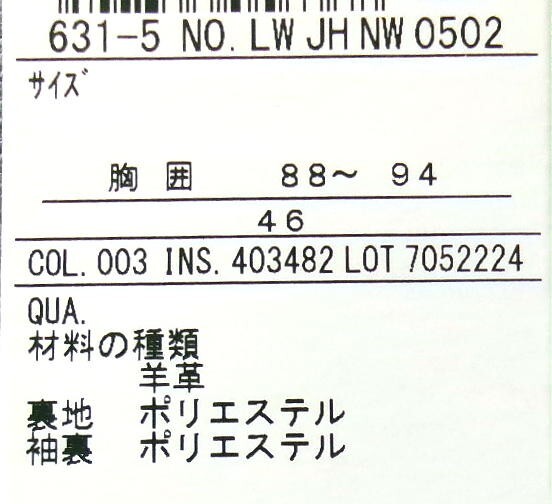 631-5 NO. LW JH NW 0502
サイズ
胸 囲 88～ 94
46
COL. 003 INS. 403482 LOT 7052224
QUA.
材料の種類
羊革
裏地 ポリエステル
袖裏 ポリエステル